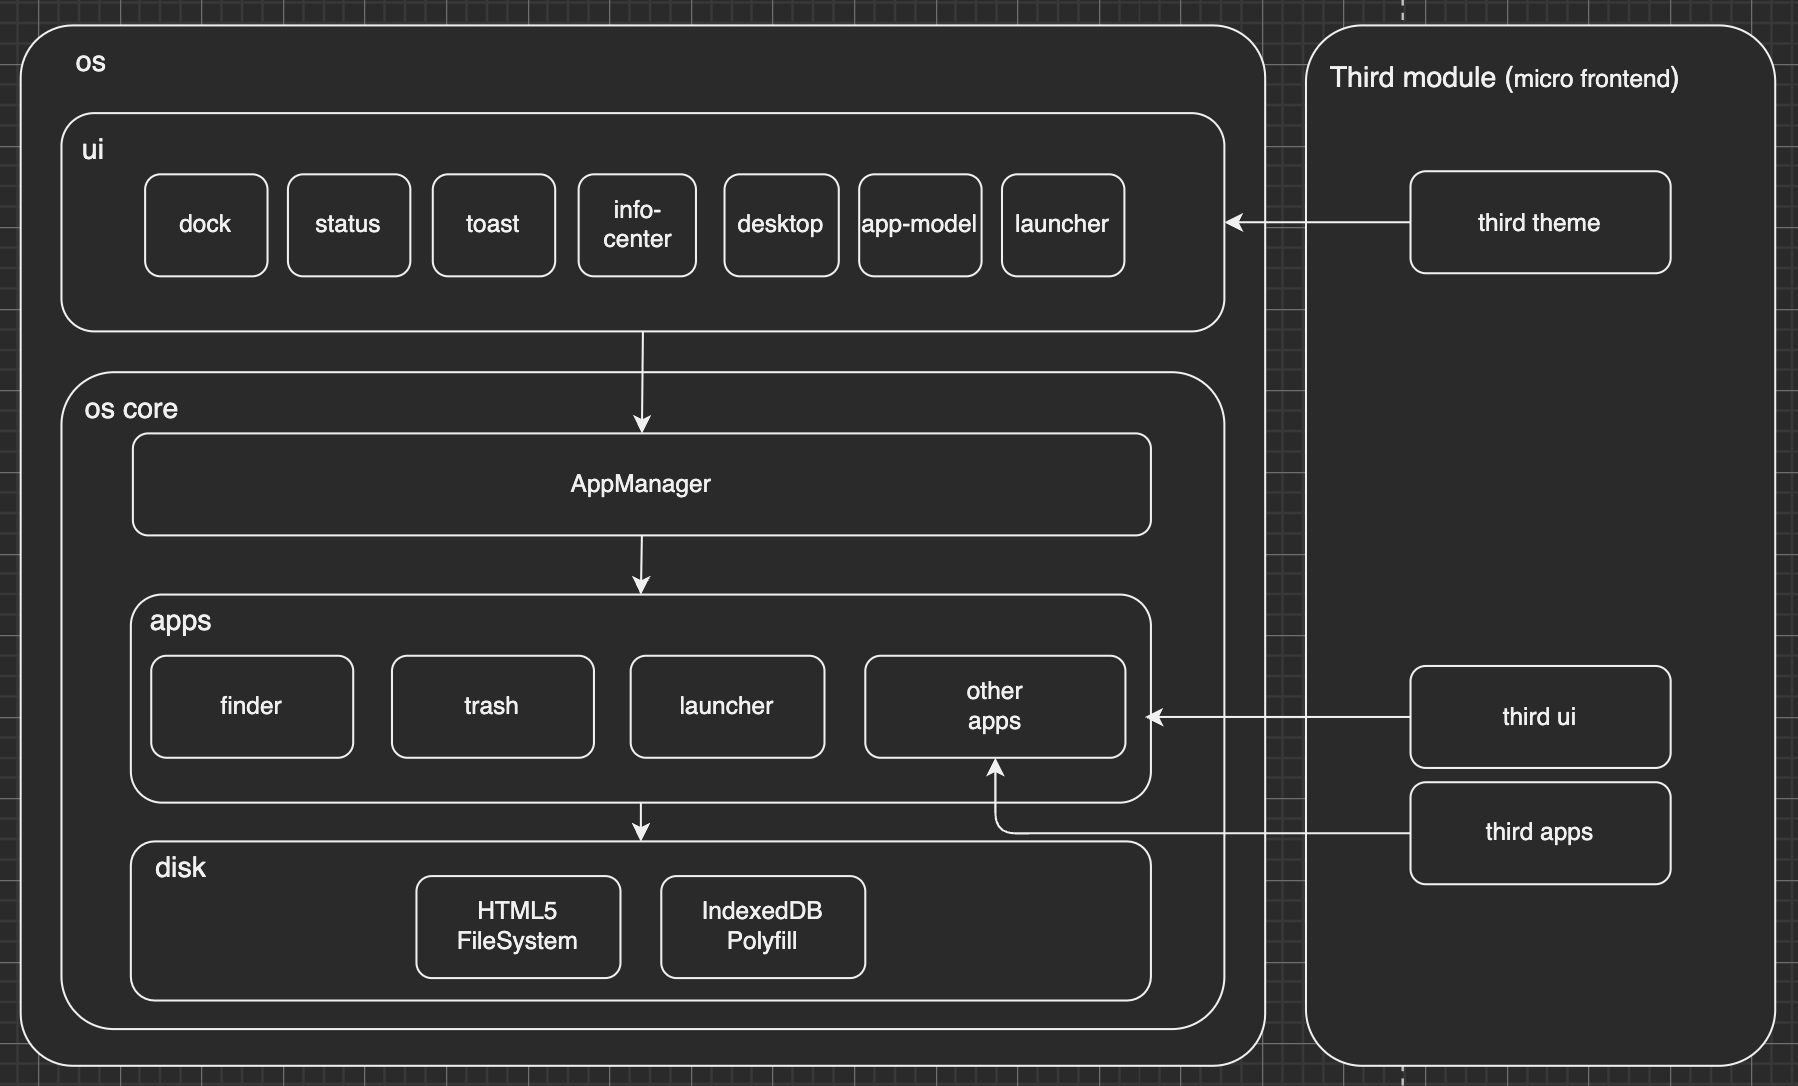 os
Third module (micro frontend)
ui
dock
status
toast
info-
center
desktop
app-model
launcher
third theme
os core
AppManager
apps
finder
trash
launcher
other
apps
third ui
third apps
disk
HTML5
FileSystem
IndexedDB
Polyfill